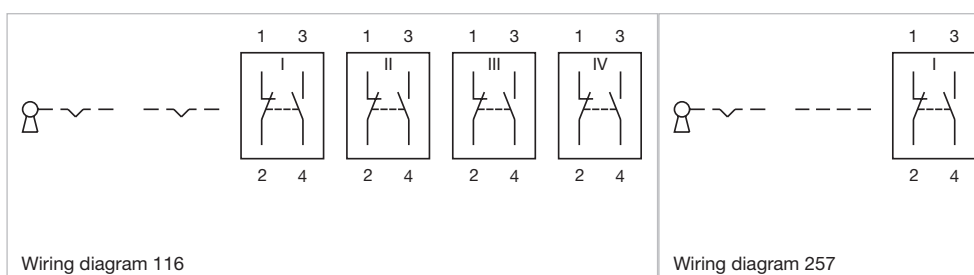 1 3 1 3 1 3 1 3 1 3
I II III IV I
2 4 2 4 2 4 2 4 2 4
Wiring diagram 116
Wiring diagram 257